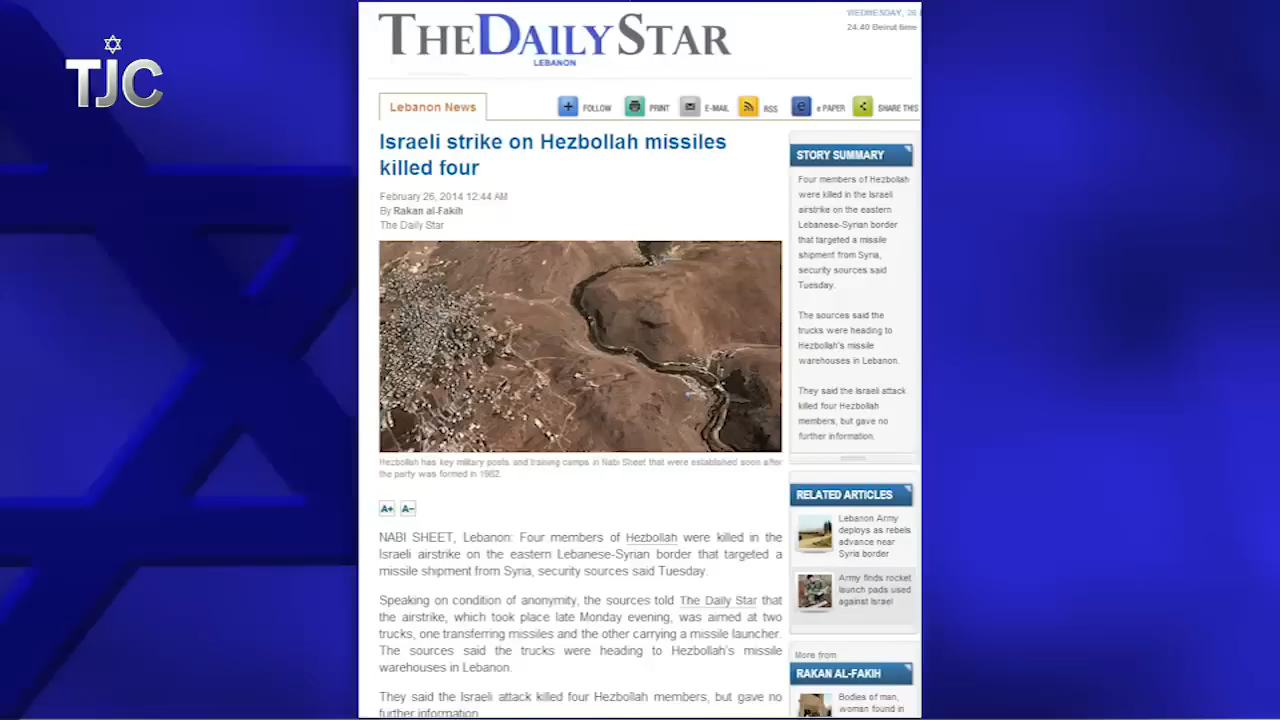 TJC
THE DAILY STAR
LEBANON
WEDNESDAY, 26
24:40 Beirut time
Lebanon News
FOLLOW
PRINT
E-MAIL
RSS
e PAPER
SHARE THIS
Israeli strike on Hezbollah missiles
killed four
February 26, 2014 12:44 AM
By Rakan al-Fakih
The Daily Star
Hezbollah has key military posts and training camps in Nabi Sheet that were established soon after
the party was formed in 1982.
A+ A-
NABI SHEET, Lebanon: Four members of Hezbollah were killed in the
Israeli airstrike on the eastern Lebanese-Syrian border that targeted a
missile shipment from Syria, security sources said Tuesday.
Speaking on condition of anonymity, the sources told The Daily Star that
the airstrike, which took place late Monday evening, was aimed at two
trucks, one transferring missiles and the other carrying a missile launcher.
The sources said the trucks were heading to Hezbollah's missile
warehouses in Lebanon.
They said the Israeli attack killed four Hezbollah members, but gave no
further information
STORY SUMMARY
Four members of Hezbollah
were killed in the Israeli
airstrike on the eastern
Lebanese-Syrian border
that targeted a missile
shipment from Syria,
security sources said
Tuesday.
The sources said the
trucks were heading to
Hezbollah's missile
warehouses in Lebanon.
They said the Israeli attack
killed four Hezbollah
members, but gave no
further information.
RELATED ARTICLES
Lebanon Army
deploys as rebels
advance near
Syria border
Army finds rocket
launch pads used
against Israel
More from
RAKAN AL-FAKIH
Bodies of man,
woman found in